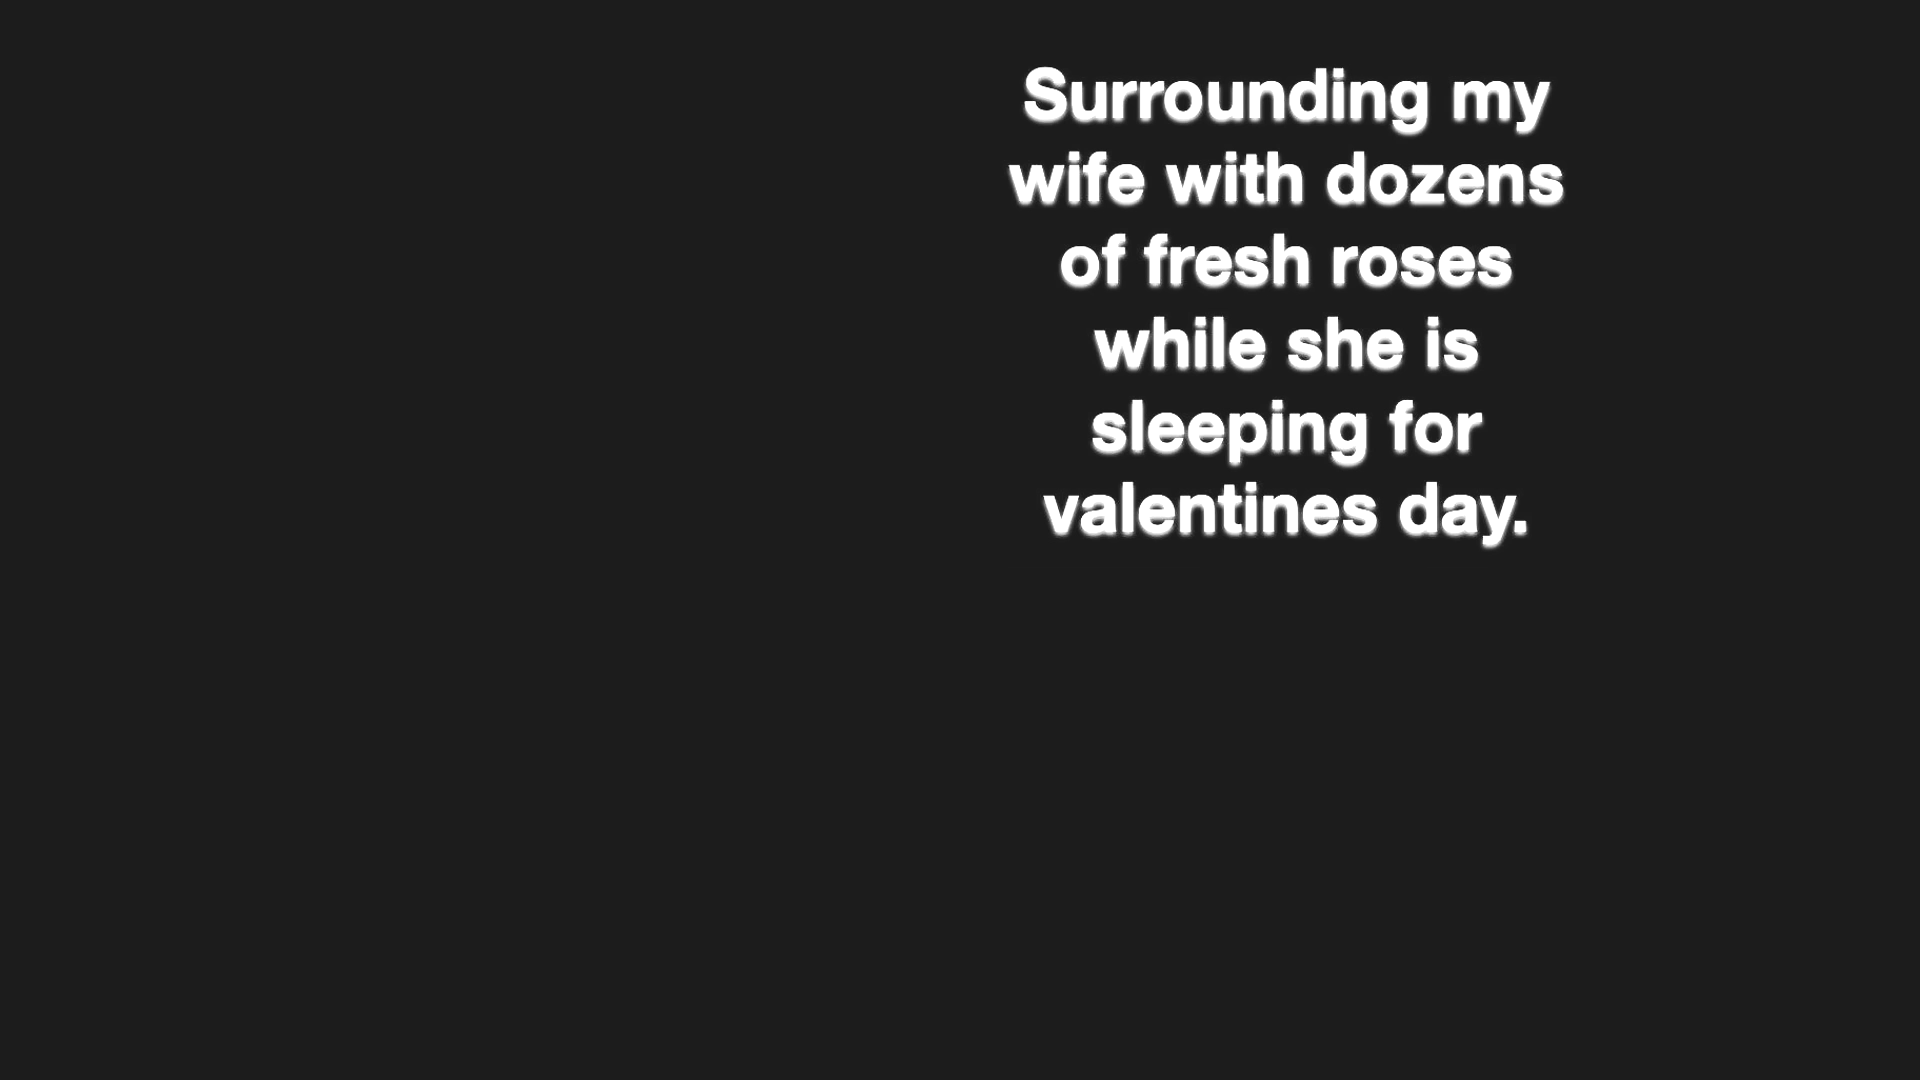 Surrounding my
wife with dozens
of fresh roses
while she is
sleeping for
valentines day.